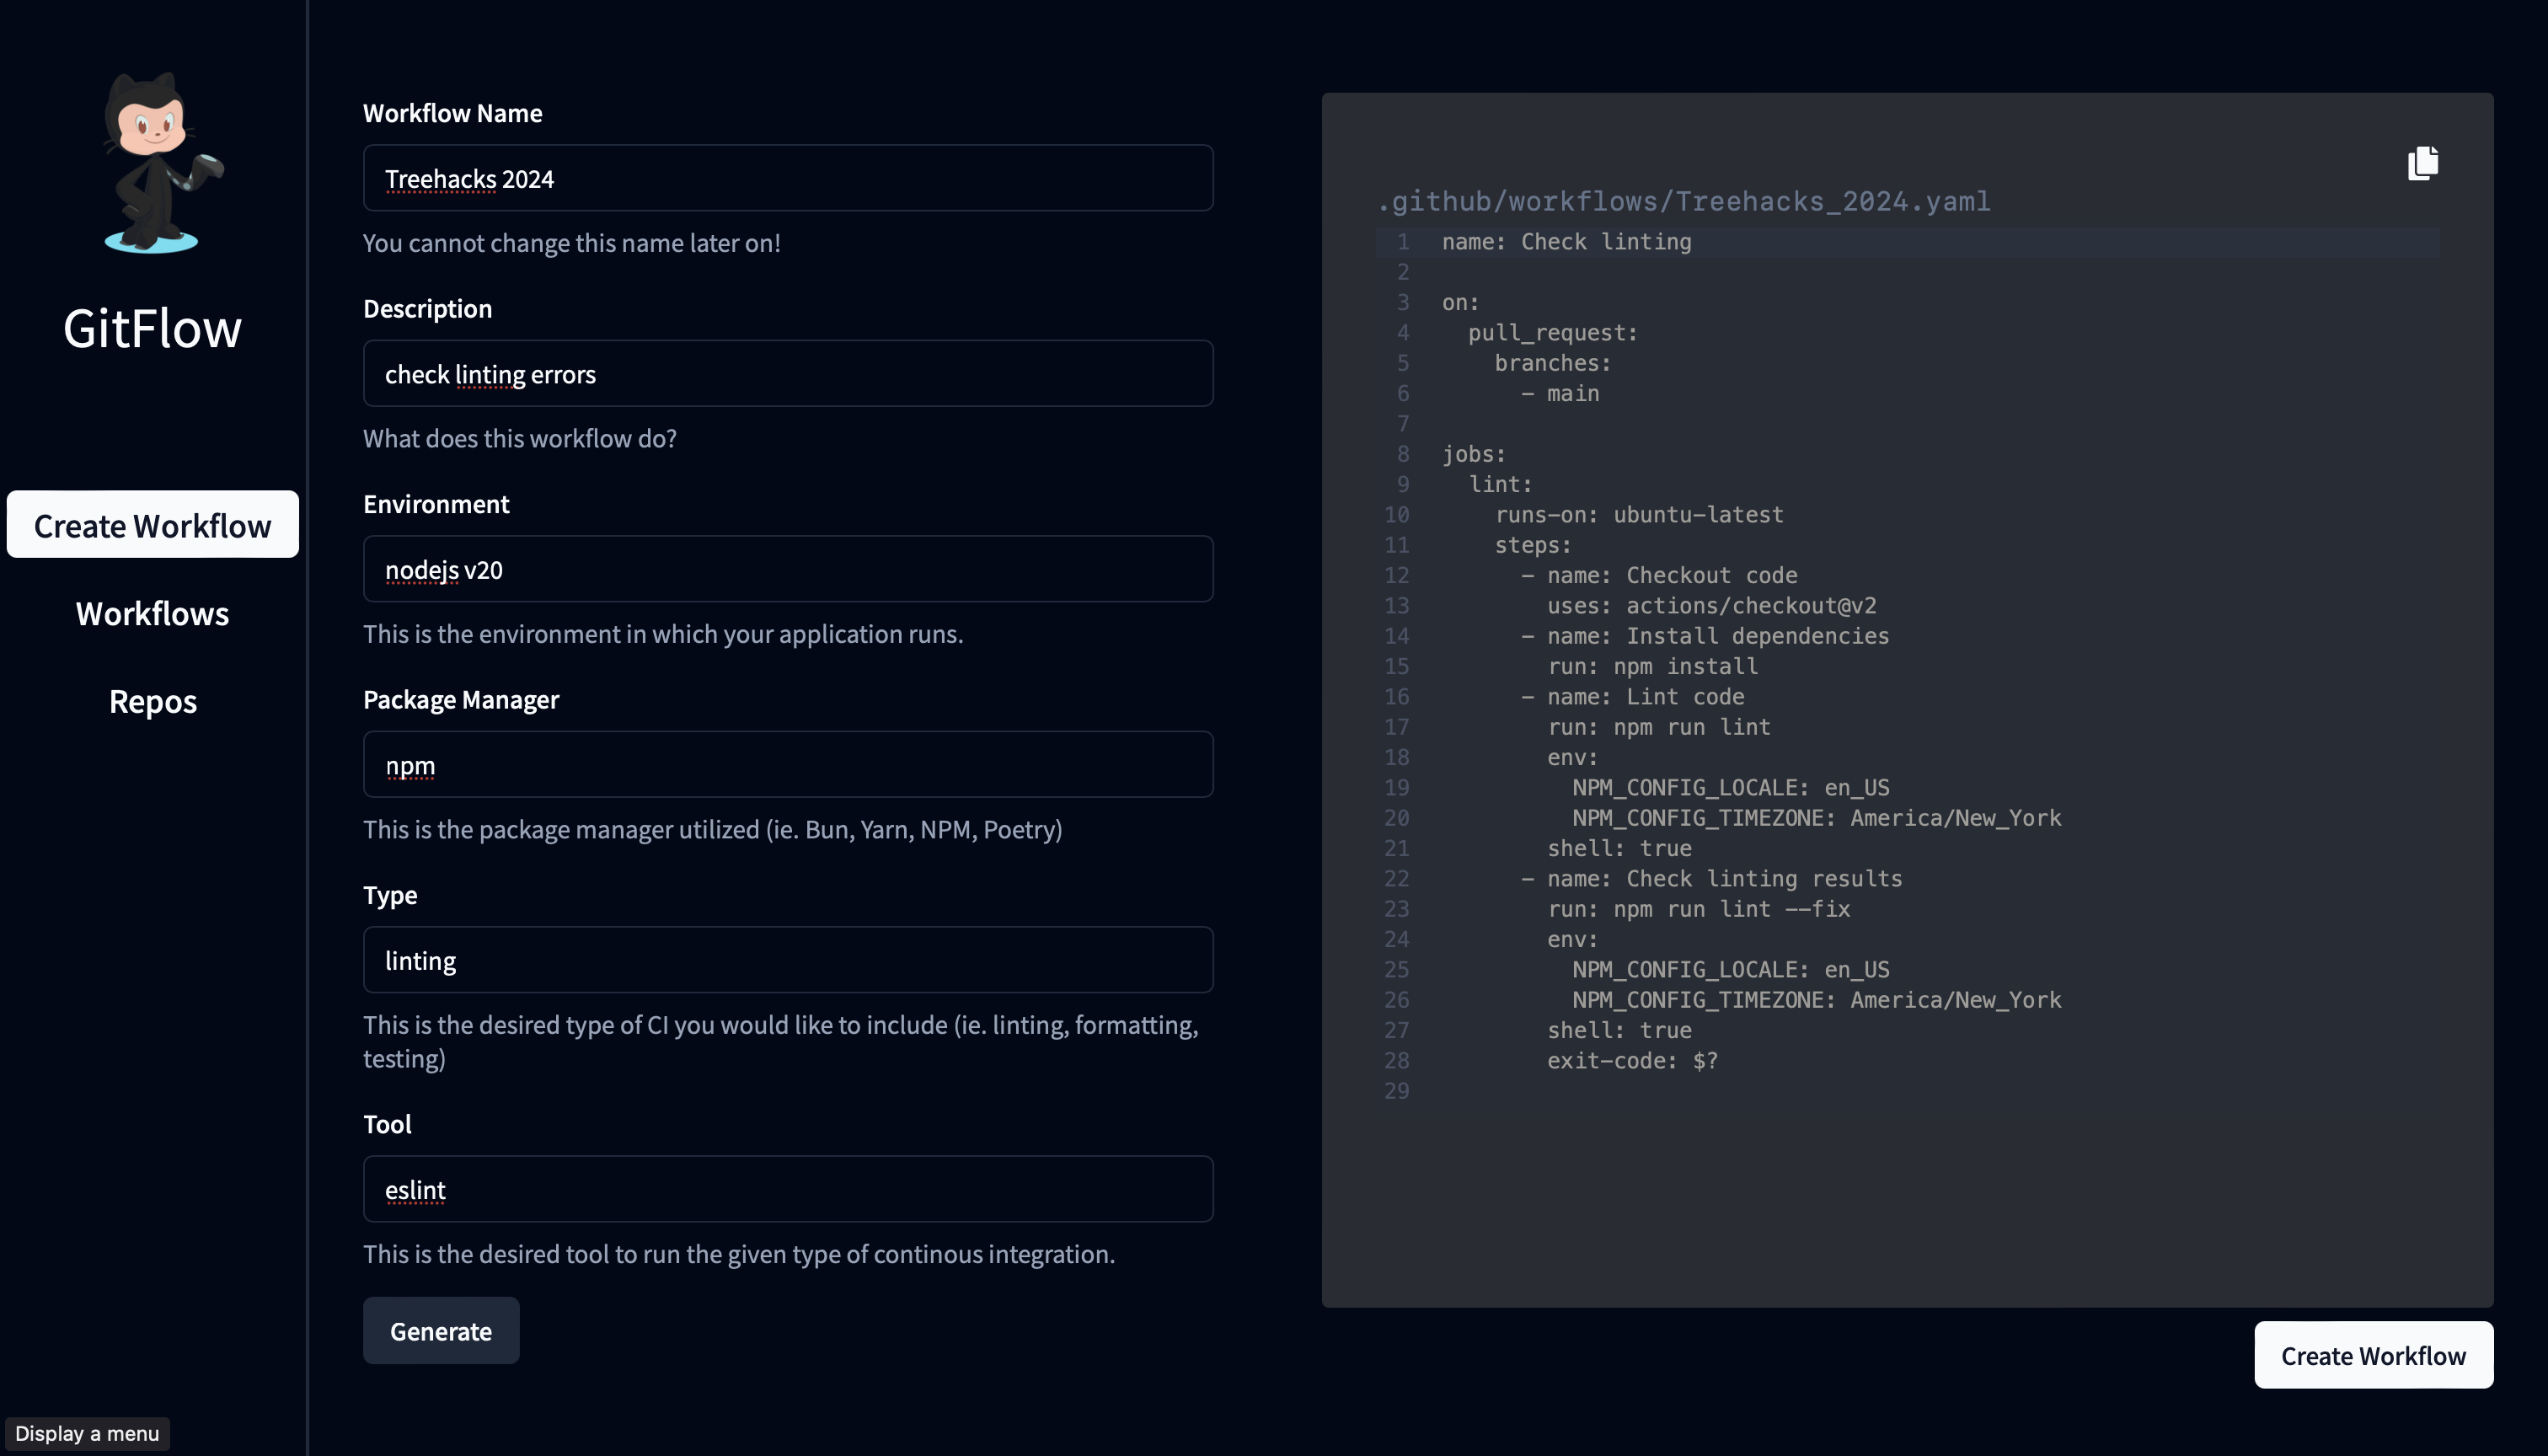 GitFlow
Create Workflow
Workflows
Repos
Display a menu
Workflow Name
Treehacks 2024
You cannot change this name later on!
Description
check linting errors
What does this workflow do?
Environment
nodejs v20
This is the environment in which your application runs.
Package Manager
npm
This is the package manager utilized (ie. Bun, Yarn, NPM, Poetry)
Type
linting
This is the desired type of CI you would like to include (ie. linting, formatting,
testing)
Tool
eslint
This is the desired tool to run the given type of continous integration.
Generate
.github/workflows/Treehacks_2024.yaml
1 name: Check linting
2
3 on:
4   pull_request:
5     branches:
6       - main
7
8 jobs:
9   lint:
10     runs-on: ubuntu-latest
11     steps:
12       - name: Checkout code
13         uses: actions/checkout@v2
14       - name: Install dependencies
15         run: npm install
16       - name: Lint code
17         run: npm run lint
18         env:
19           NPM_CONFIG_LOCALE: en_US
20           NPM_CONFIG_TIMEZONE: America/New_York
21         shell: true
22       - name: Check linting results
23         run: npm run lint --fix
24         env:
25           NPM_CONFIG_LOCALE: en_US
26           NPM_CONFIG_TIMEZONE: America/New_York
27         shell: true
28         exit-code: $?
29
Create Workflow